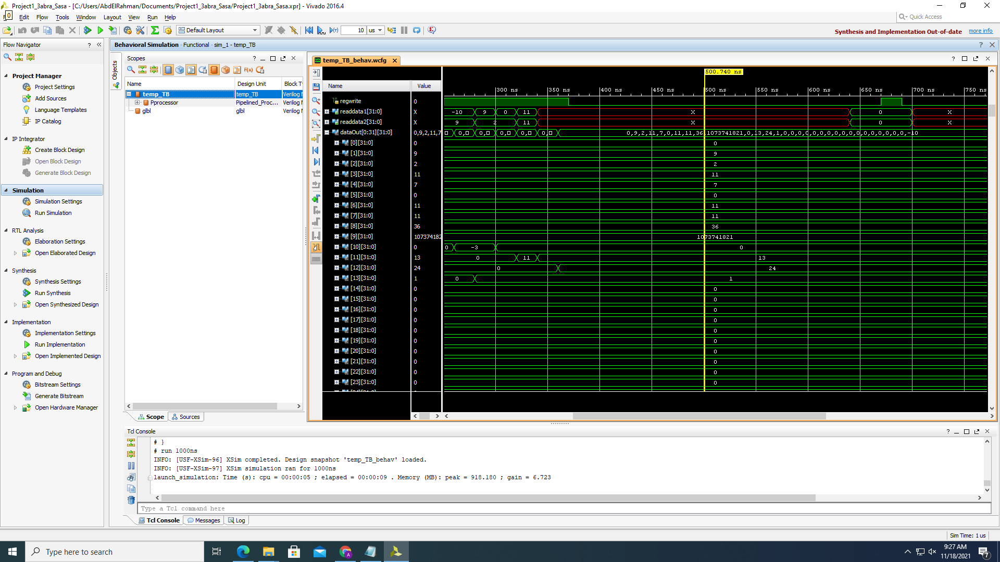 Project1_3abra_Sasa - [C:/Users/AbdElRahman/Documents/Project1_3abra_Sasa/Project1_3abra_Sasa.xpr] - Vivado 2016.4
0 Edit Flow Tools Window Layout View Run Help
Quick Access
Default Layout 10 us
Synthesis and Implementation Out-of-date more info
Flow Navigator
Project Manager
Project Settings
Add Sources
Language Templates
IP Catalog
IP Integrator
Create Block Design
Open Block Design
Generate Block Design
Simulation
Simulation Settings
Run Simulation
RTL Analysis
Elaboration Settings
Open Elaborated Design
Synthesis
Synthesis Settings
Run Synthesis
Open Synthesized Design
Implementation
Implementation Settings
Run Implementation
Open Implemented Design
Program and Debug
Bitstream Settings
Generate Bitstream
Open Hardware Manager
Behavioral Simulation - Functional - sim_1 - temp_TB
Objects
Scopes
Name Design Unit Block T
temp_TB temp_TB Verilog
Pprocessor Pipelined_Proc... Verilog
glbl glbl Verilog
Scope Sources
temp_TB_behav.wcfg
500.740 ns
Name Value
300 ns 350 ns 400 ns 450 ns 500 ns 550 ns 600 ns 650 ns 700 ns 750 ns
regwrite 0
readdata1[31:0] X -10 9 0 11 X 0 X
readdata2[31:0] X 9 2 11 X 0 X
dataOut[0:31][31:0] 0,9,2,11,7 0, 0, 0, 0, 0, 0,9,2,11,7,0,11,11,36,1073741821,0,13,24,1,0,0,0,0,0,0,0,0,0,0,0,0,0,0,0,0,0,-10
[0][31:0] 0 0
[1][31:0] 9 9
[2][31:0] 2 2
[3][31:0] 11 11
[4][31:0] 7 7
[5][31:0] 0 0
[6][31:0] 11 11
[7][31:0] 11 11
[8][31:0] 36 36
[9][31:0] 107374182 1073741821
[10][31:0] 0 0 -3 0
[11][31:0] 13 0 11 13
[12][31:0] 24 0 24
[13][31:0] 1 0 1
[14][31:0] 0 0
[15][31:0] 0 0
[16][31:0] 0 0
[17][31:0] 0 0
[18][31:0] 0 0
[19][31:0] 0 0
[20][31:0] 0 0
[21][31:0] 0 0
[22][31:0] 0 0
[23][31:0] 0 0
Tcl Console
# }
# run 1000ns
INFO: [USF-XSim-96] XSim completed. Design snapshot 'temp_TB_behav' loaded.
INFO: [USF-XSim-97] XSim simulation ran for 1000ns
launch_simulation: Time (s): cpu = 00:00:05 ; elapsed = 00:00:09 . Memory (MB): peak = 918.180 ; gain = 6.723
Type a Tcl command here
Tcl Console Messages Log
Sim Time: 1 us
Type here to search
9:27 AM
11/18/2021
7